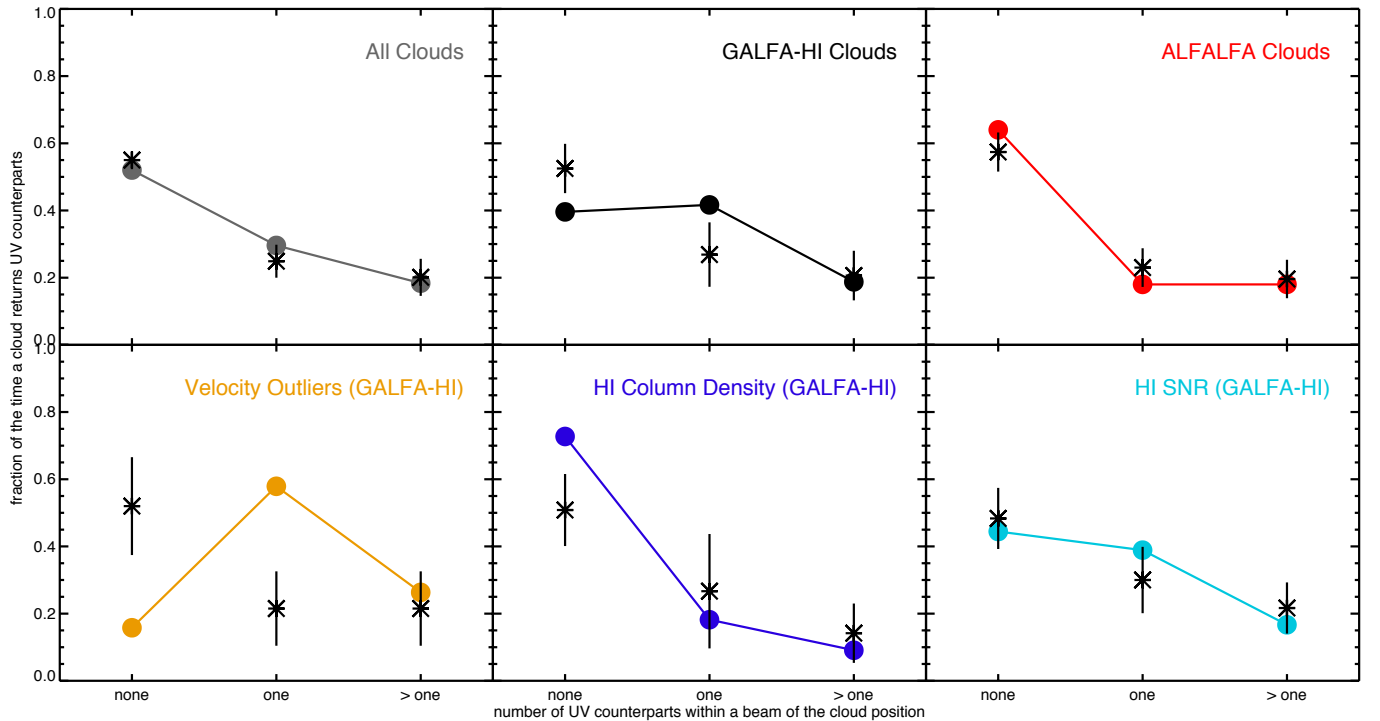 fraction of the time a cloud returns UV counterparts
1.0
0.8
0.6
0.4
0.2
0.0
All Clouds
GALFA-HI Clouds
ALFALFA Clouds
1.0
0.8
0.6
0.4
0.2
0.0
Velocity Outliers (GALFA-HI)
HI Column Density (GALFA-HI)
HI SNR (GALFA-HI)
none one > one
none one > one
none one > one
number of UV counterparts within a beam of the cloud position